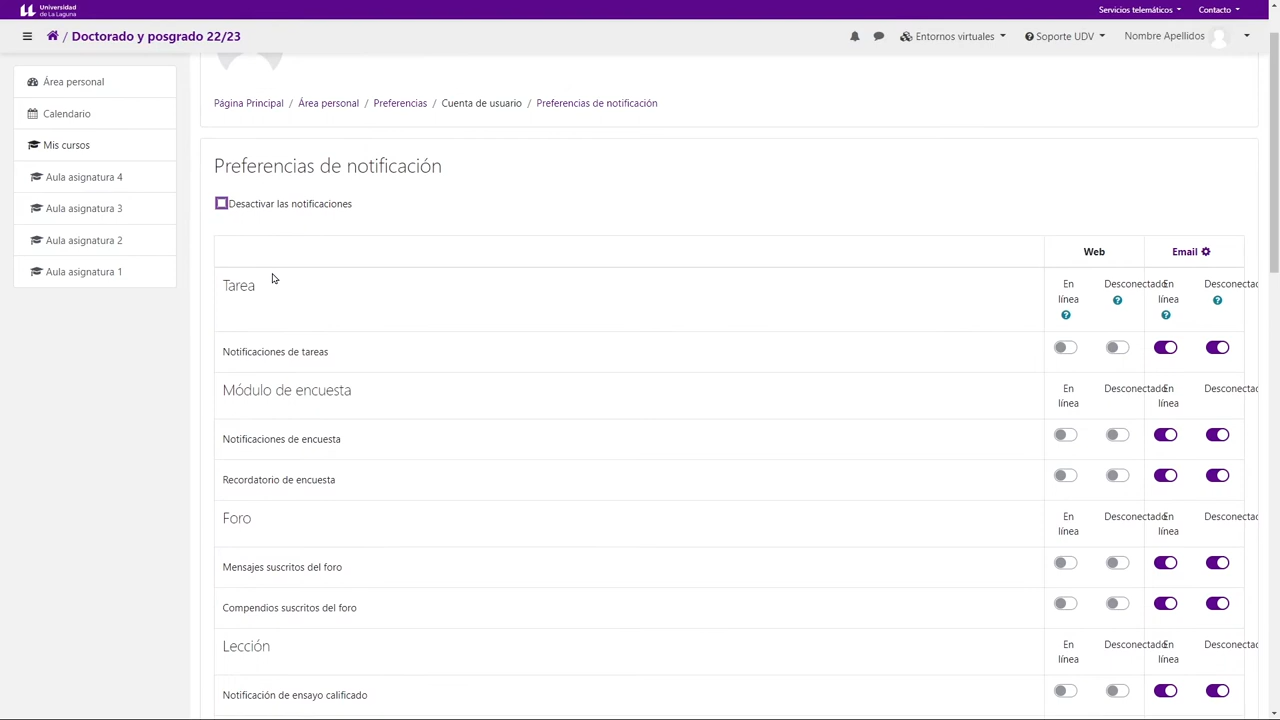 Universidad
de La Laguna
Servicios telemáticos
Contacto
/ Doctorado y posgrado 22/23
Entornos virtuales
Soporte UDV
Nombre Apellidos
Área personal
Calendario
Mis cursos
Aula asignatura 4
Aula asignatura 3
Aula asignatura 2
Aula asignatura 1
Página Principal / Área personal / Preferencias / Cuenta de usuario / Preferencias de notificación
Preferencias de notificación
Desactivar las notificaciones
Web
Email
Tarea
En línea
Desconectado
En línea
Desconectad
Notificaciones de tareas
Módulo de encuesta
En línea
Desconectado
En línea
Desconectad
Notificaciones de encuesta
Recordatorio de encuesta
Foro
En línea
Desconectado
En línea
Desconectad
Mensajes suscritos del foro
Compendios suscritos del foro
Lección
En línea
Desconectado
En línea
Desconectad
Notificación de ensayo calificado